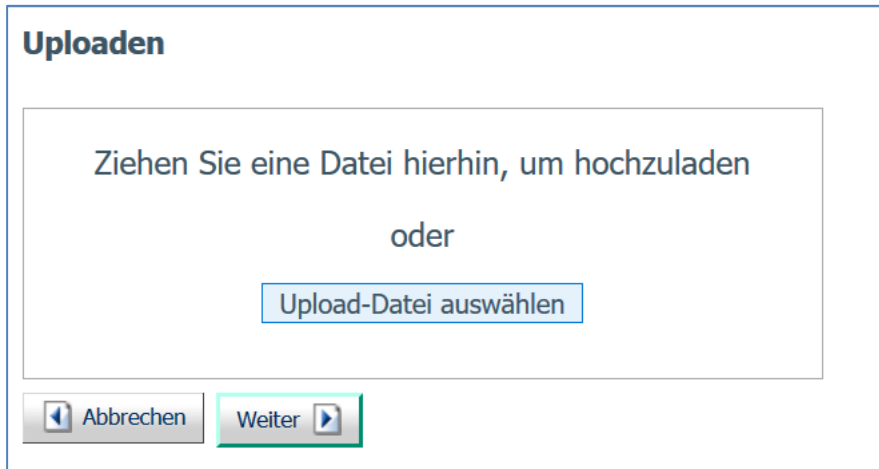 Uploaden
Ziehen Sie eine Datei hierhin, um hochzuladen
oder
Upload-Datei auswählen
Abbrechen
Weiter